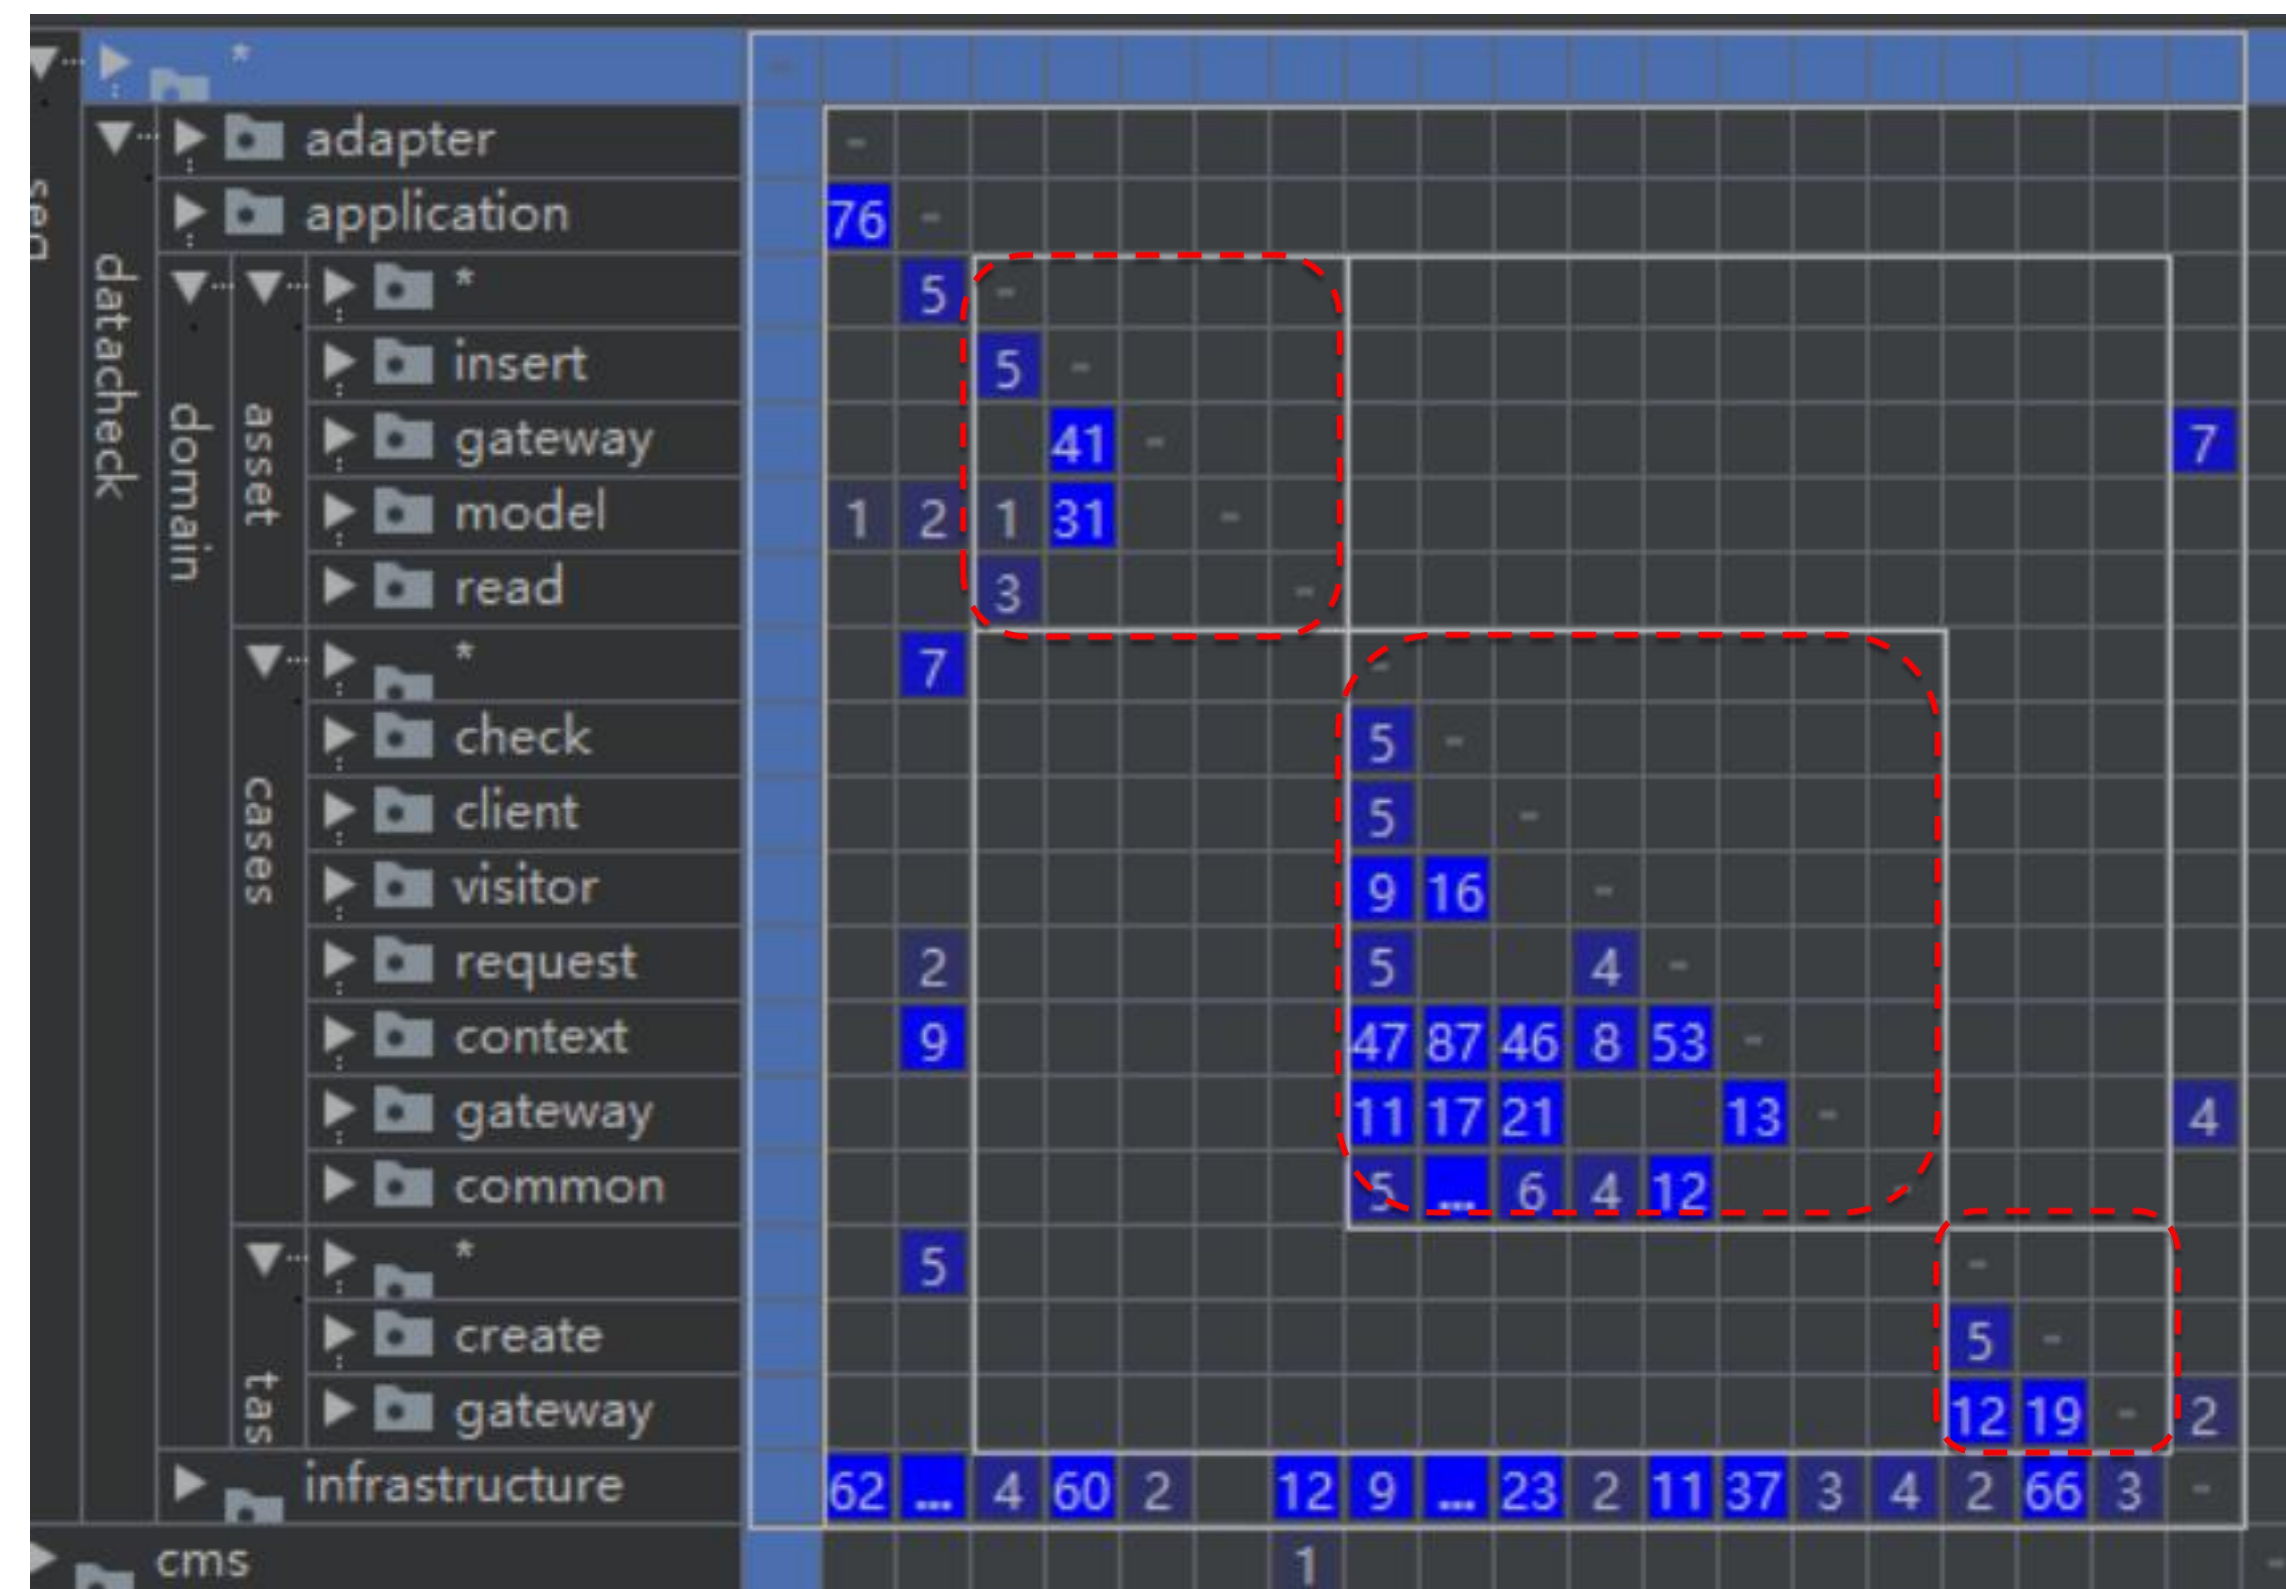 *
adapter -
application 76 -
* 5 -
insert 5 -
gateway 41 - 7
model 1 2 1 31 -
read 3 -
* 7 -
check 5 -
client 5 -
visitor 9 16 -
request 2 5 4 -
context 9 47 87 46 8 53 -
gateway 11 17 21 13 - 4
common 5 ... 6 4 12 -
* 5 -
create 5 -
gateway 12 19 - 2
infrastructure 62 ... 4 60 2 12 9 ... 23 2 11 37 3 4 2 66 3 -
cms 1 -
datacheck
domain
asset
cases
tas